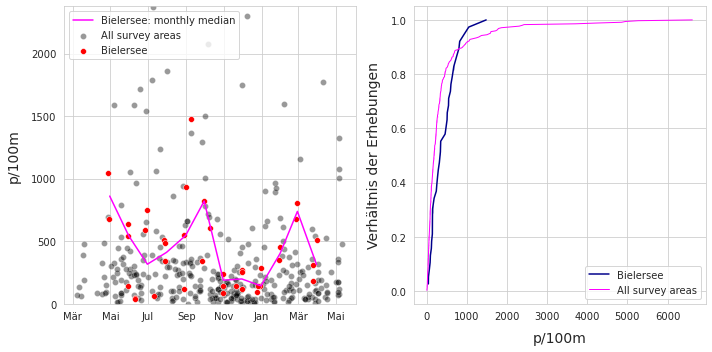 Bielersee: monthly median
All survey areas
Bielersee
p/100m
2000
1500
1000
500
0
Mär Mai Jul Sep Nov Jan Mär Mai
Verhältnis der Erhebungen
1.0
0.8
0.6
0.4
0.2
0.0
Bielersee
All survey areas
0 1000 2000 3000 4000 5000 6000
p/100m